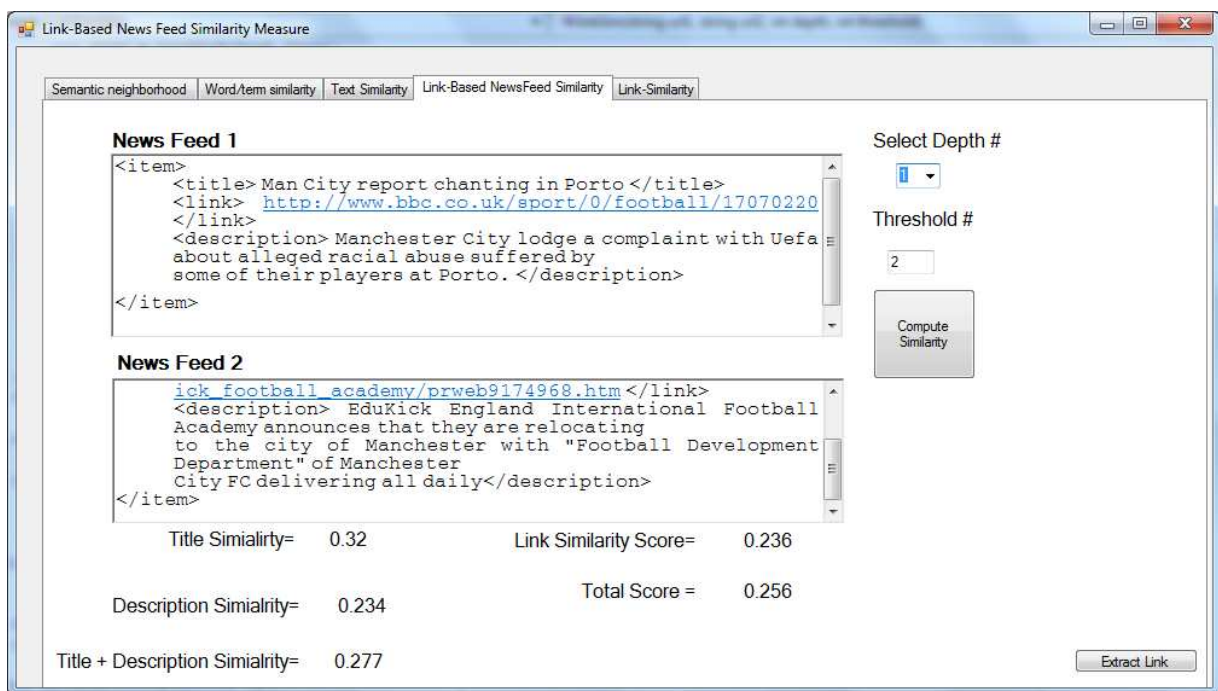 Link-Based News Feed Similarity Measure
Semantic neighborhood Word/term similarity Text Similarity Link-Based NewsFeed Similarity Link-Similarity
News Feed 1
<item>
<title> Man City report chanting in Porto </title>
<link> http://www.bbc.co.uk/sport/0/football/17070220
</link>
<description> Manchester City lodge a complaint with Uefa
about alleged racial abuse suffered by
some of their players at Porto. </description>
</item>
Select Depth #
1
Threshold #
2
Compute
Similarity
News Feed 2
ick_football_academy/prweb9174968.htm </link>
<description> EduKick England International Football
Academy announces that they are relocating
to the city of Manchester with "Football Development
Department" of Manchester
City FC delivering all daily</description>
</item>
Title Simialirty= 0.32
Link Similarity Score= 0.236
Total Score = 0.256
Description Simialrity= 0.234
Title + Description Simialrity= 0.277
Extract Link